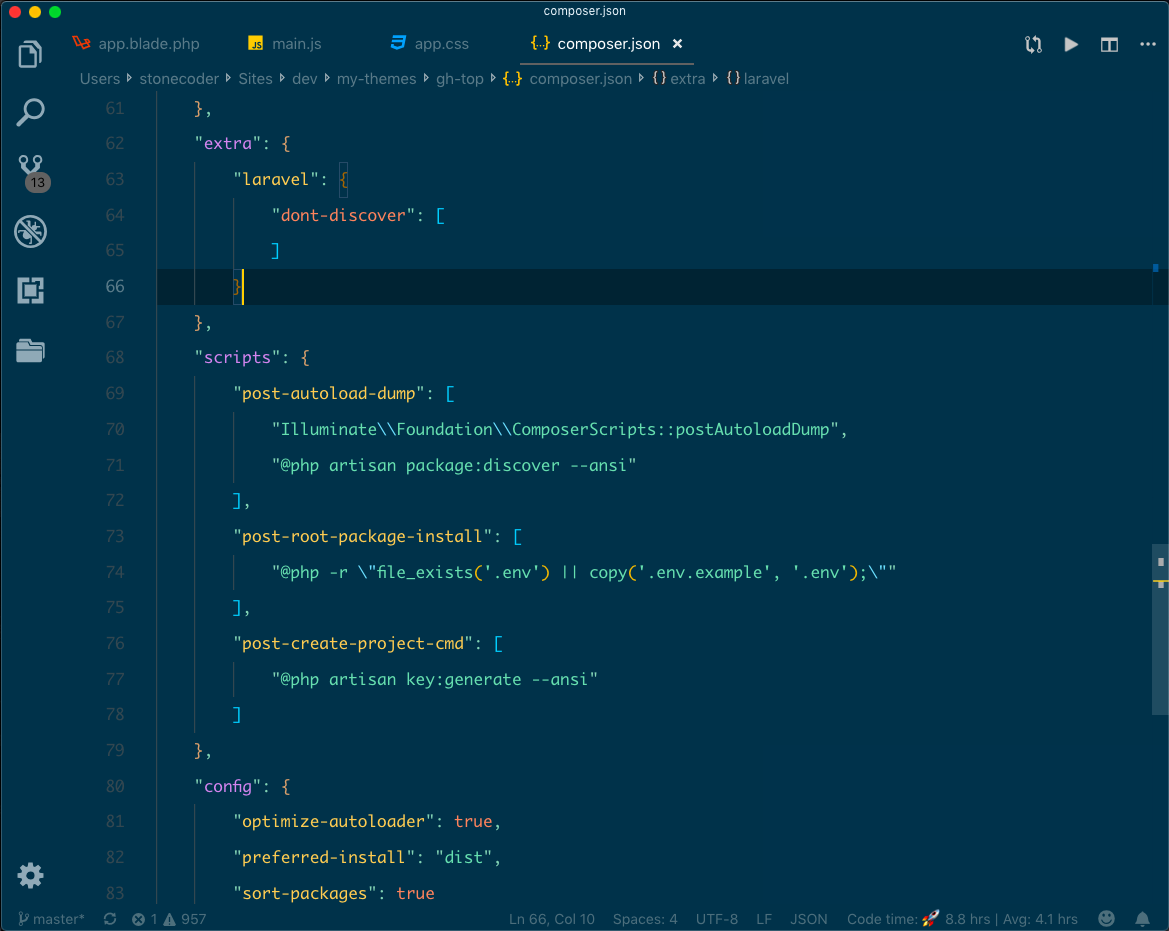 composer.json
app.blade.php JS main.js app.css {..} composer.json ×
Users stonecoder Sites dev my-themes gh-top {..} composer.json {} extra {} laravel
13
61 },
62 "extra": {
63 "laravel": {
64 "dont-discover": [
65 ]
66 }
67 },
68 "scripts": {
69 "post-autoload-dump": [
70 "Illuminate\\Foundation\\ComposerScripts::postAutoloadDump",
71 "@php artisan package:discover --ansi"
72 ],
73 "post-root-package-install": [
74 "@php -r \"file_exists('.env') || copy('.env.example', '.env');\""
75 ],
76 "post-create-project-cmd": [
77 "@php artisan key:generate --ansi"
78 ]
79 },
80 "config": {
81 "optimize-autoloader": true,
82 "preferred-install": "dist",
83 "sort-packages": true
master* 1 957 Ln 66, Col 10 Spaces: 4 UTF-8 LF JSON Code time: 🚀 8.8 hrs | Avg: 4.1 hrs